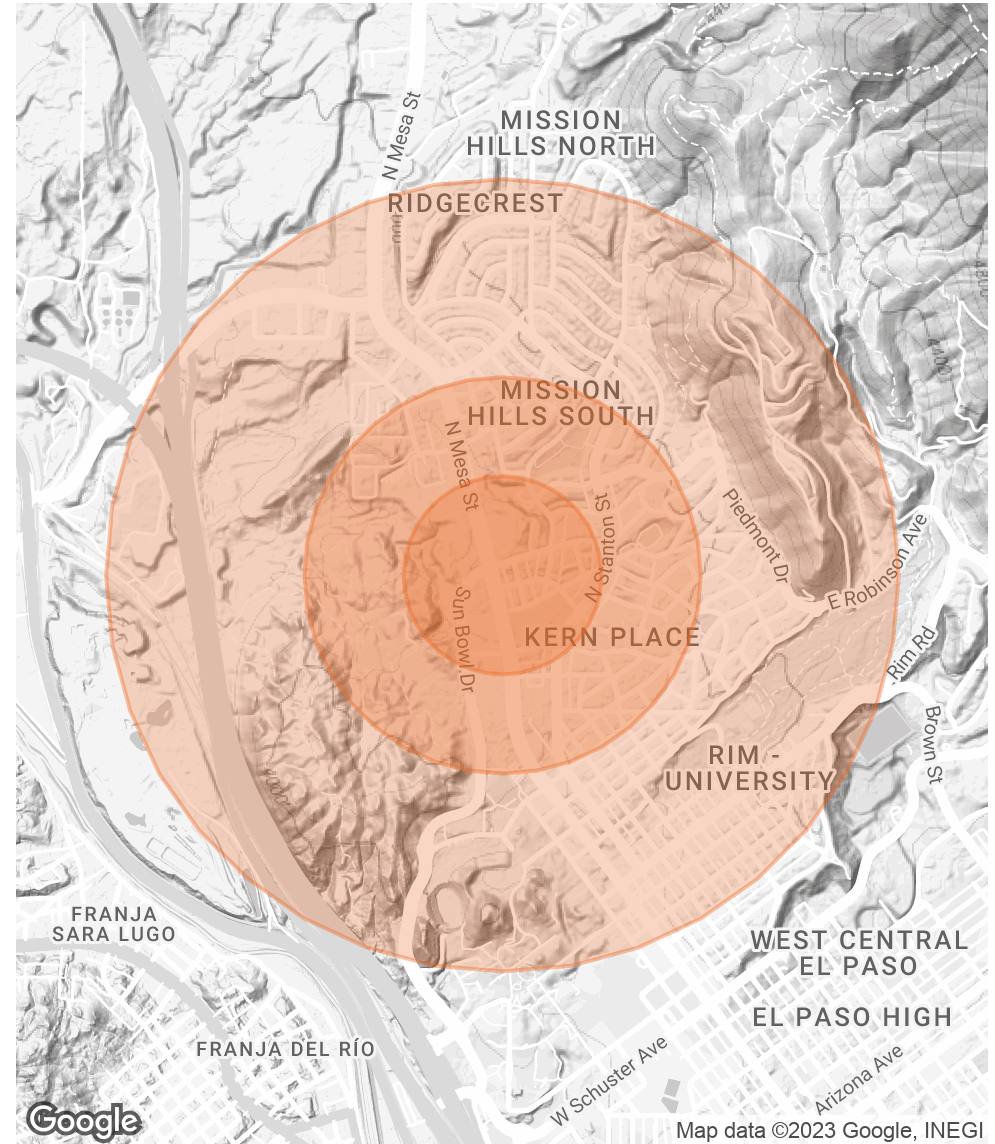 MISSION
HILLS NORTH
N Mesa St
RIDGECREST
MISSION
HILLS SOUTH
N Mesa St
N Stanton St
Piedmont Dr
E Robinson Ave
Sun Bowl Dr
KERN PLACE
Rim Rd
Brown St
RIM -
UNIVERSITY
FRANJA
SARA LUGO
WEST CENTRAL
EL PASO
EL PASO HIGH
FRANJA DEL RÍO
W Schuster Ave
Arizona Ave
Google
Map data ©2023 Google, INEGI